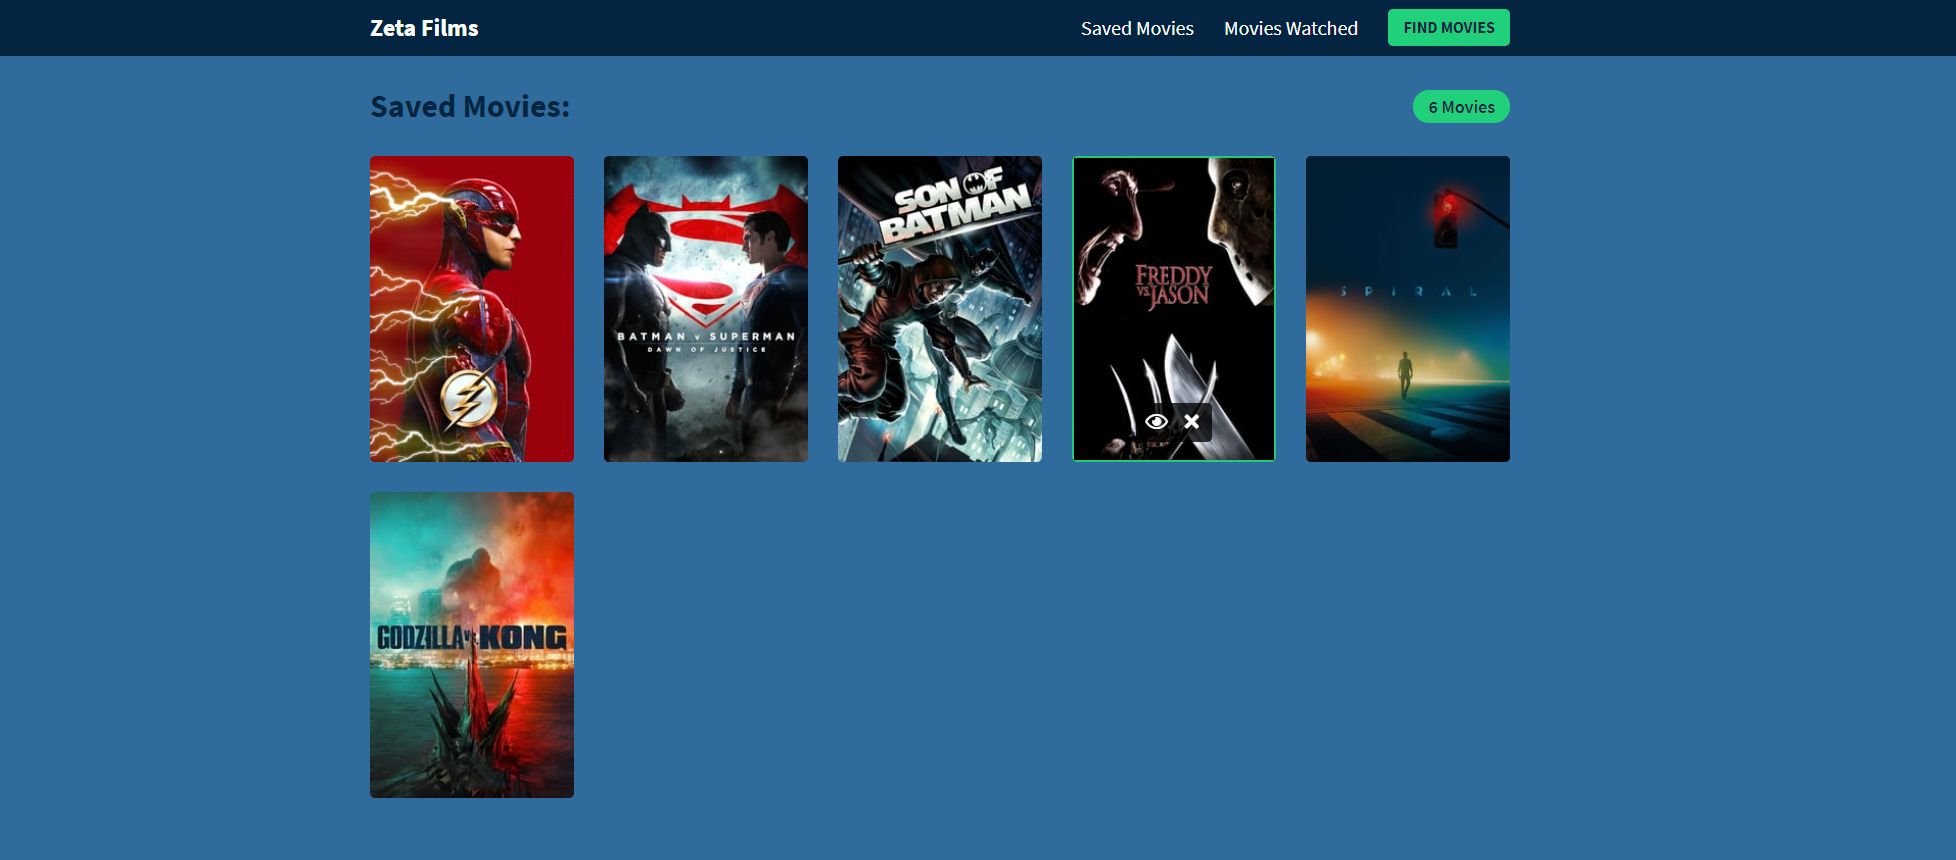 Zeta Films
Saved Movies
Movies Watched
FIND MOVIES
Saved Movies:
6 Movies
SON OF
BATMAN
BATMAN v SUPERMAN
DAWN OF JUSTICE
FREDDY
VS JASON
SPIRAL
GODZILLA VS. KONG